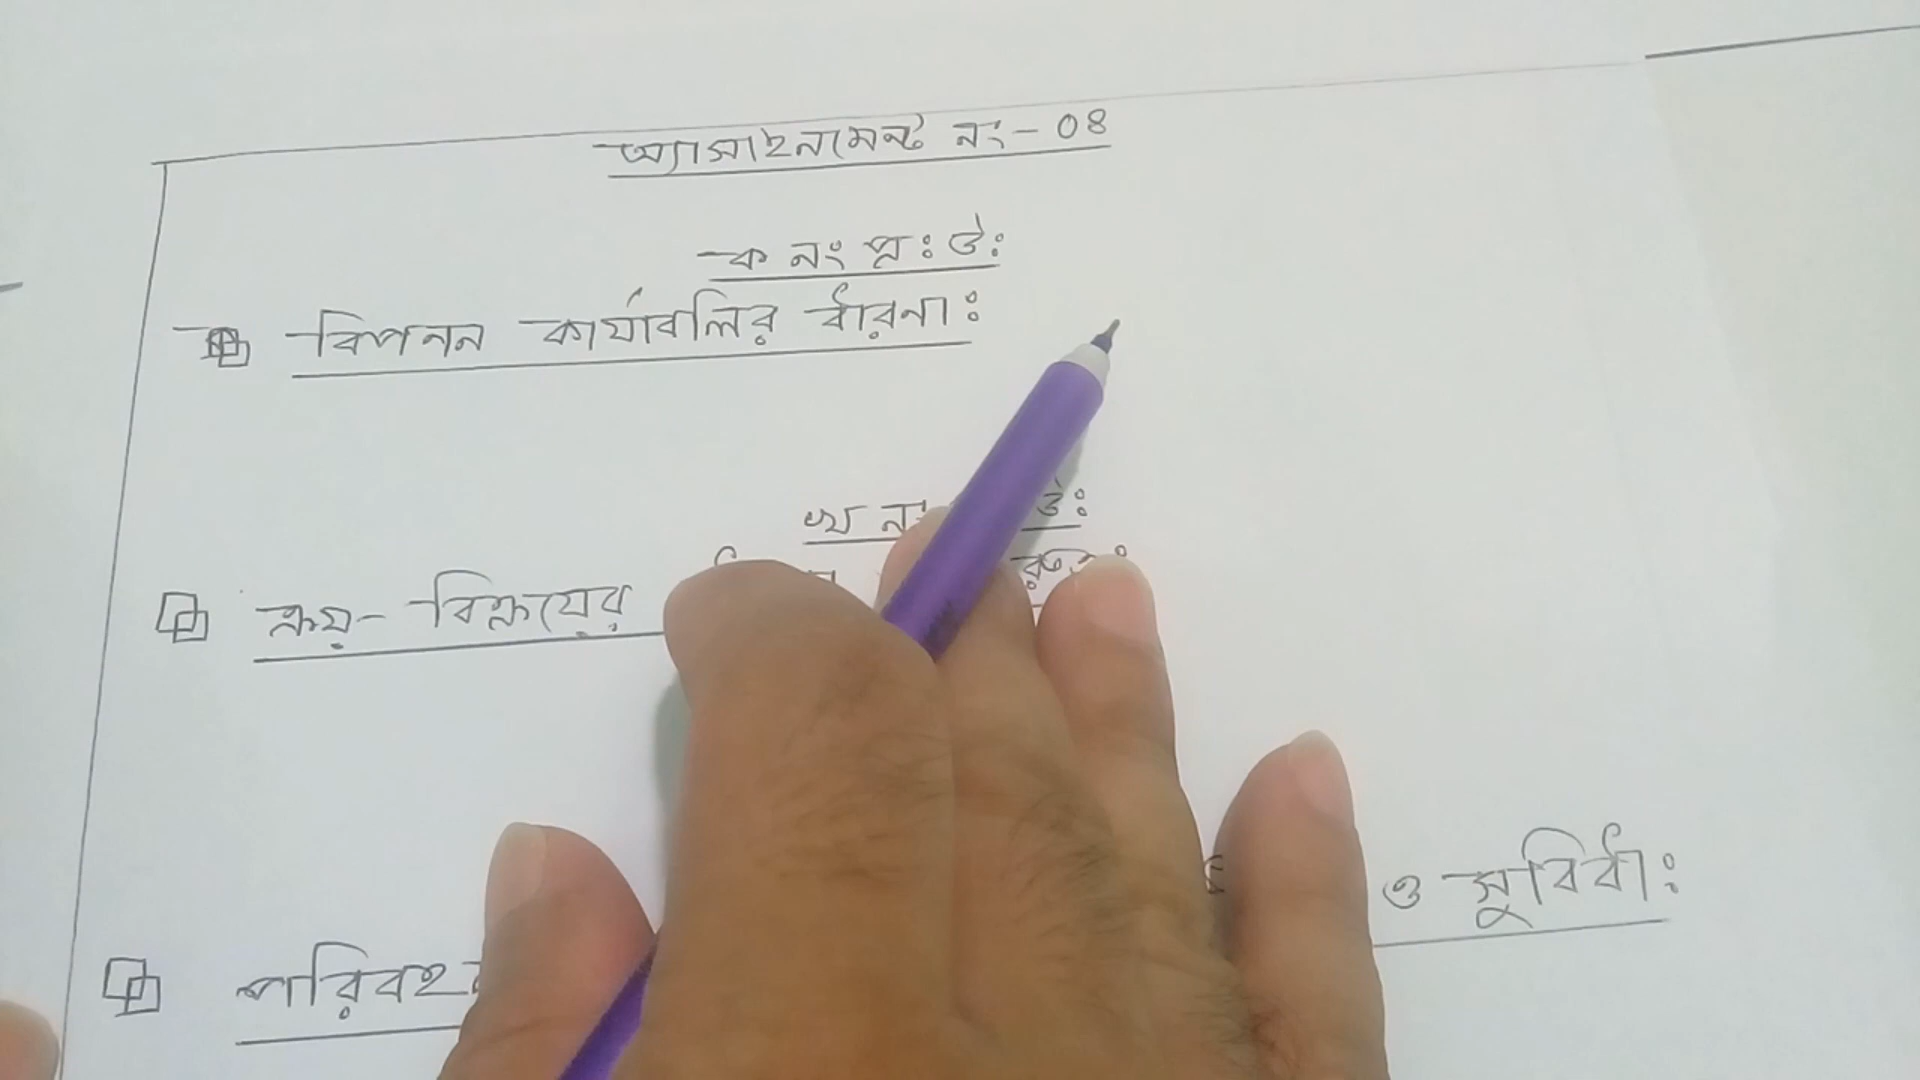 অ্যাসাইনমেন্ট নং - ০৪
ক নং প্র: উ:
বিপনন কার্যাবলির ধারনা:
খ নং উ:
ক্রয়- বিক্রয়ের
ও সুবিধা:
পরিবহ